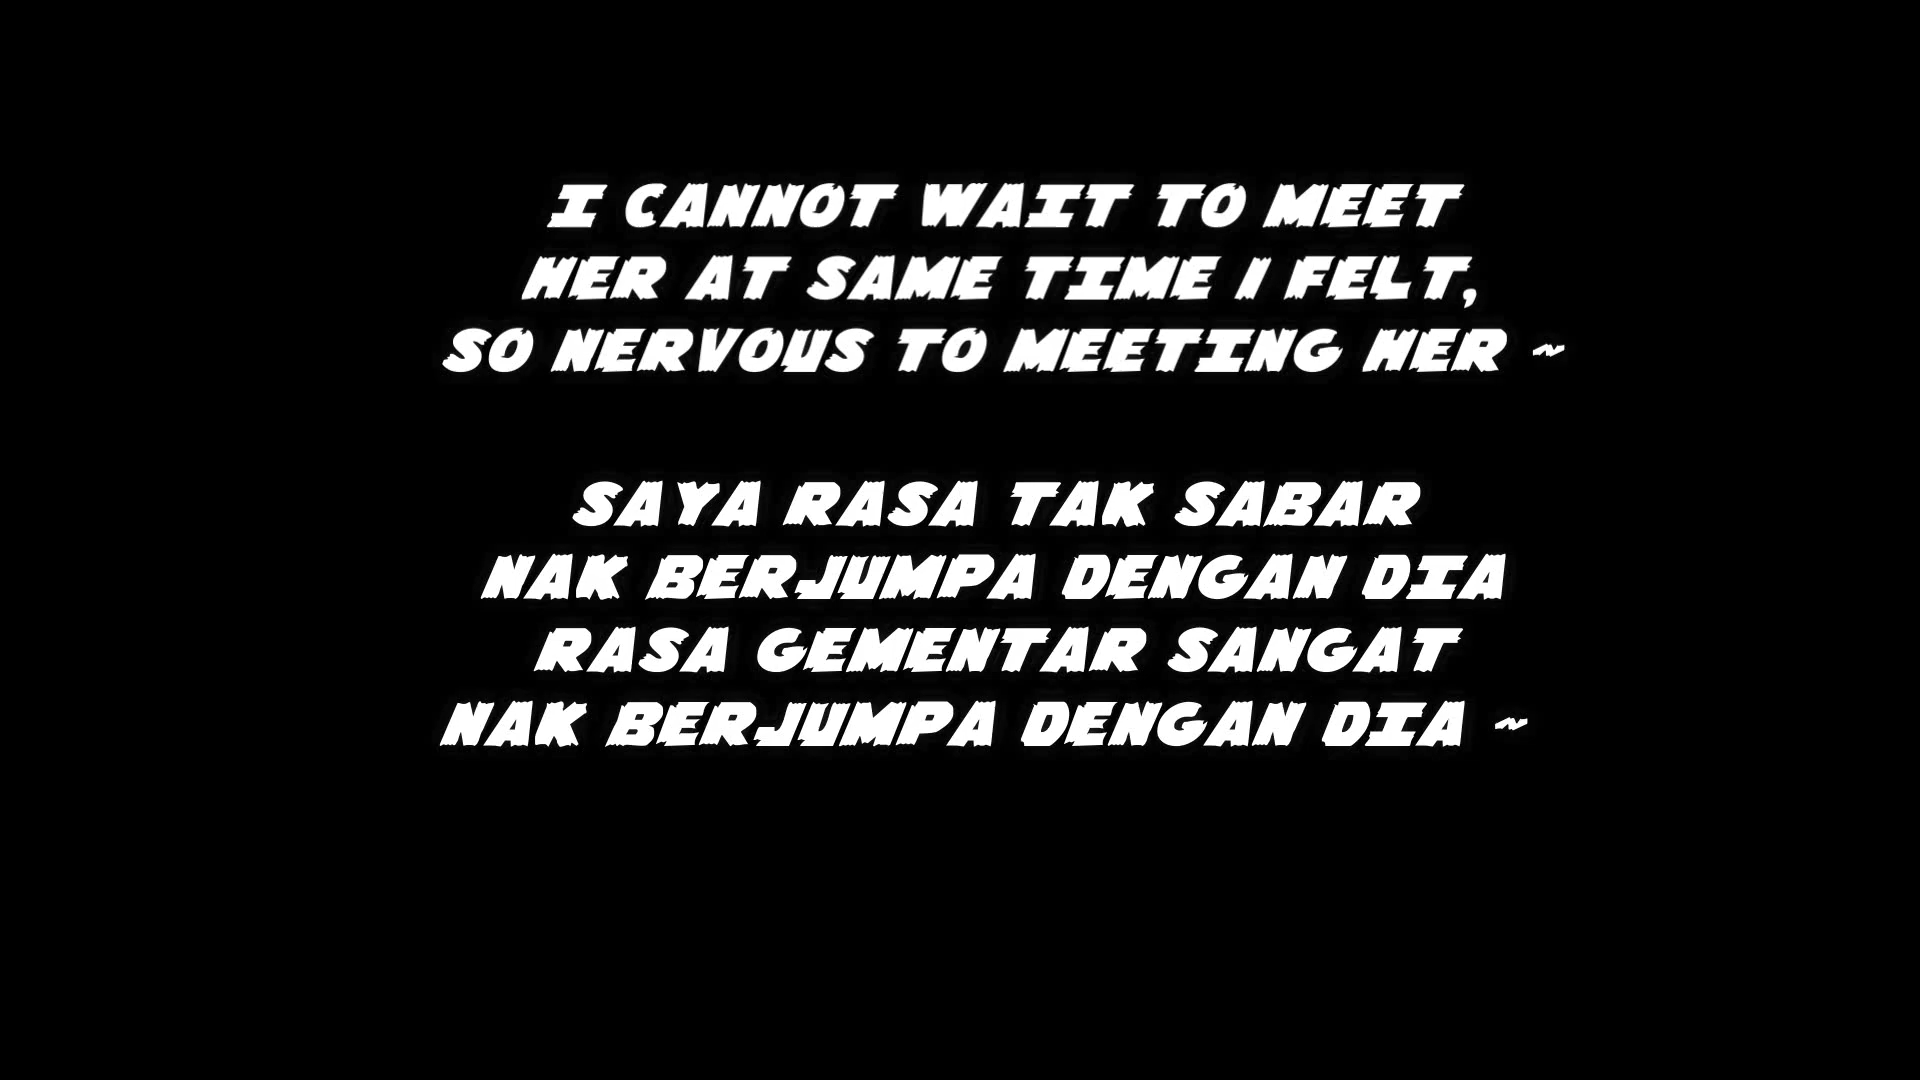 I CANNOT WAIT TO MEET
HER AT SAME TIME I FELT,
SO NERVOUS TO MEETING HER ~
SAYA RASA TAK SABAR
NAK BERJUMPA DENGAN DIA
RASA GEMENTAR SANGAT
NAK BERJUMPA DENGAN DIA ~